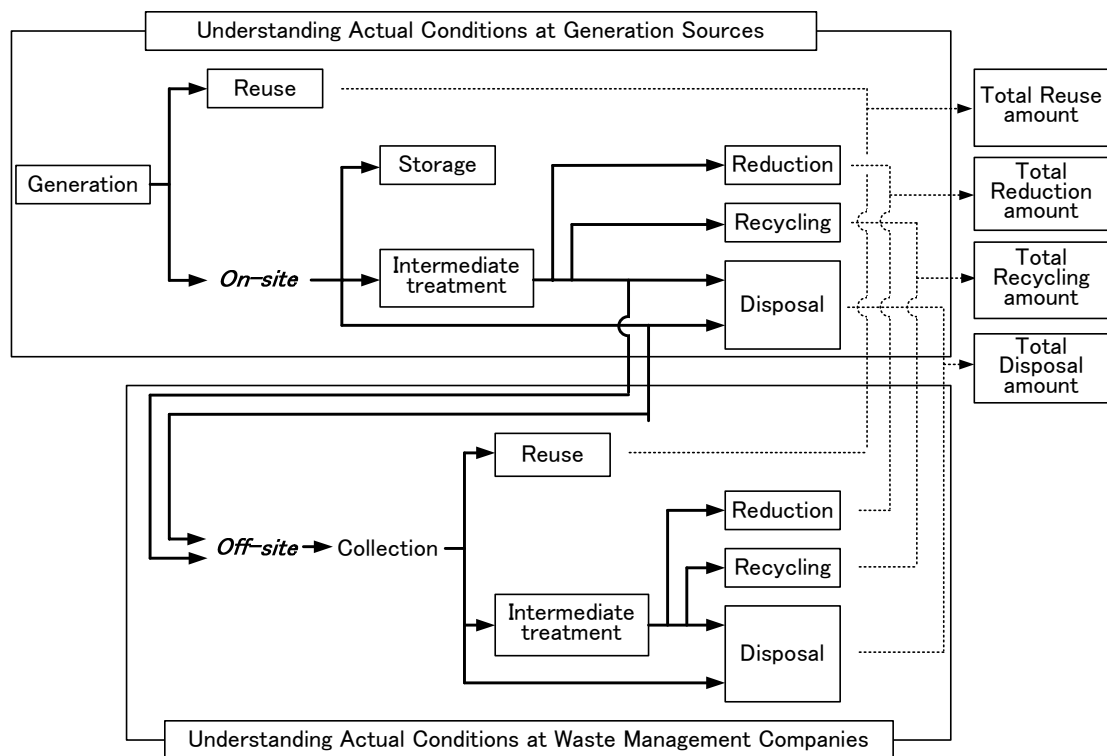 Understanding Actual Conditions at Generation Sources
Reuse
Total Reuse
amount
Generation
Storage
Reduction
Total
Reduction
amount
Recycling
On-site
Intermediate
treatment
Total
Recycling
amount
Disposal
Total
Disposal
amount
Reuse
Reduction
Off-site
Collection
Recycling
Intermediate
treatment
Disposal
Understanding Actual Conditions at Waste Management Companies